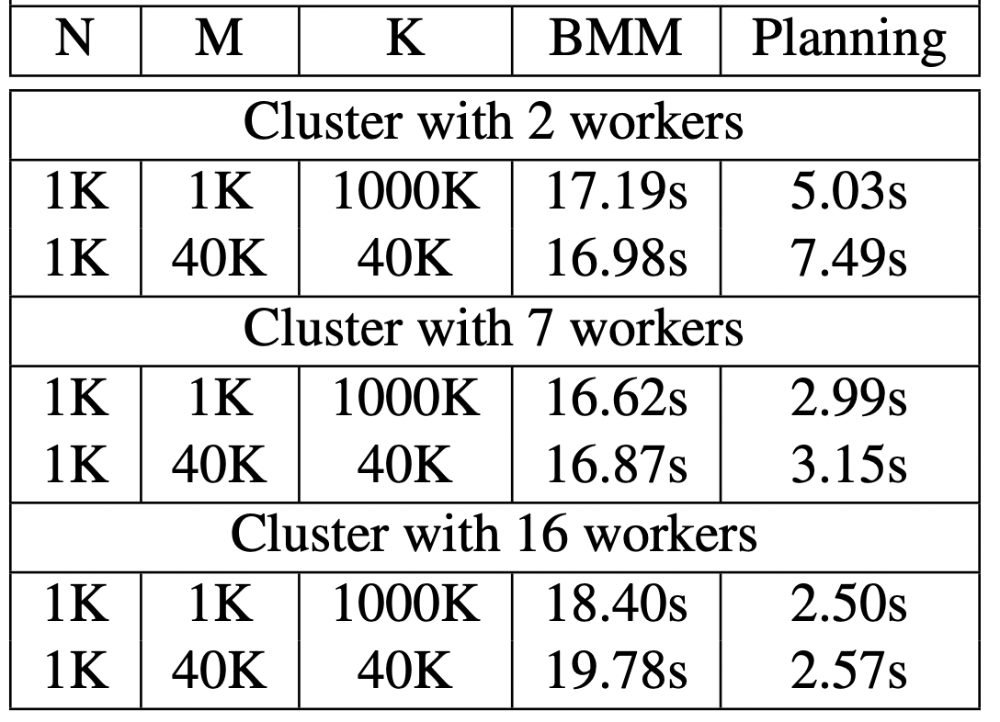 N M K BMM Planning
Cluster with 2 workers
1K 1K 1000K 17.19s 5.03s
1K 40K 40K 16.98s 7.49s
Cluster with 7 workers
1K 1K 1000K 16.62s 2.99s
1K 40K 40K 16.87s 3.15s
Cluster with 16 workers
1K 1K 1000K 18.40s 2.50s
1K 40K 40K 19.78s 2.57s